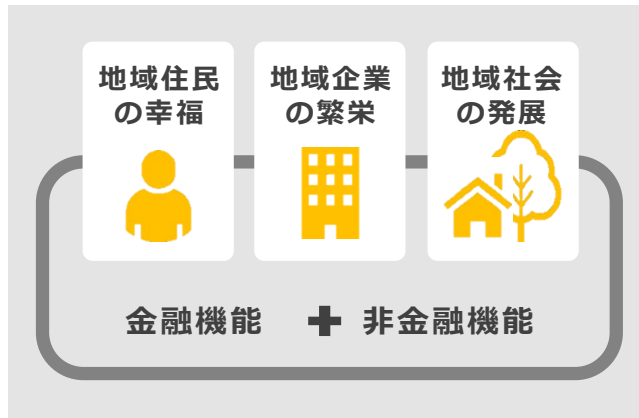 地域住民
の幸福
地域企業
の繁栄
地域社会
の発展
金融機能 + 非金融機能